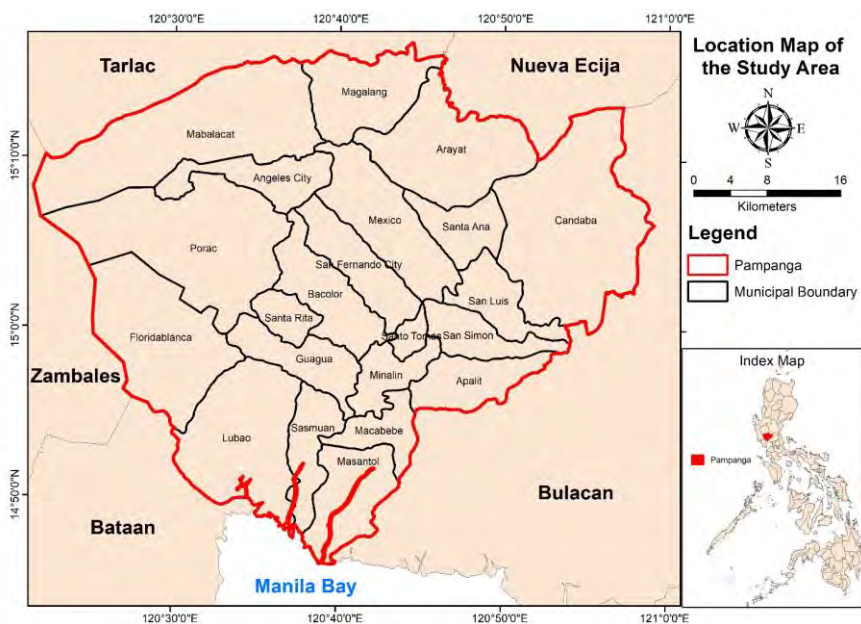 120°30'0"E 120°40'0"E 120°50'0"E 121°0'0"E
Tarlac
Nueva Ecija
Magalang
Mabalacat
Arayat
Angeles City
Mexico
Santa Ana
Candaba
Porac
San Fernando City
Bacolor
San Luis
Santa Rita
Santo Tomas
San Simon
Floridablanca
Guagua
Minalin
Apalit
Zambales
Lubao
Sasmuan
Macabebe
Masantol
Bataan
Bulacan
Manila Bay
15°10'0"N
15°0'0"N
14°50'0"N
120°30'0"E 120°40'0"E 120°50'0"E 121°0'0"E
Location Map of
the Study Area
N
W E
S
0 4 8 16
Kilometers
Legend
Pampanga
Municipal Boundary
Index Map
Pampanga